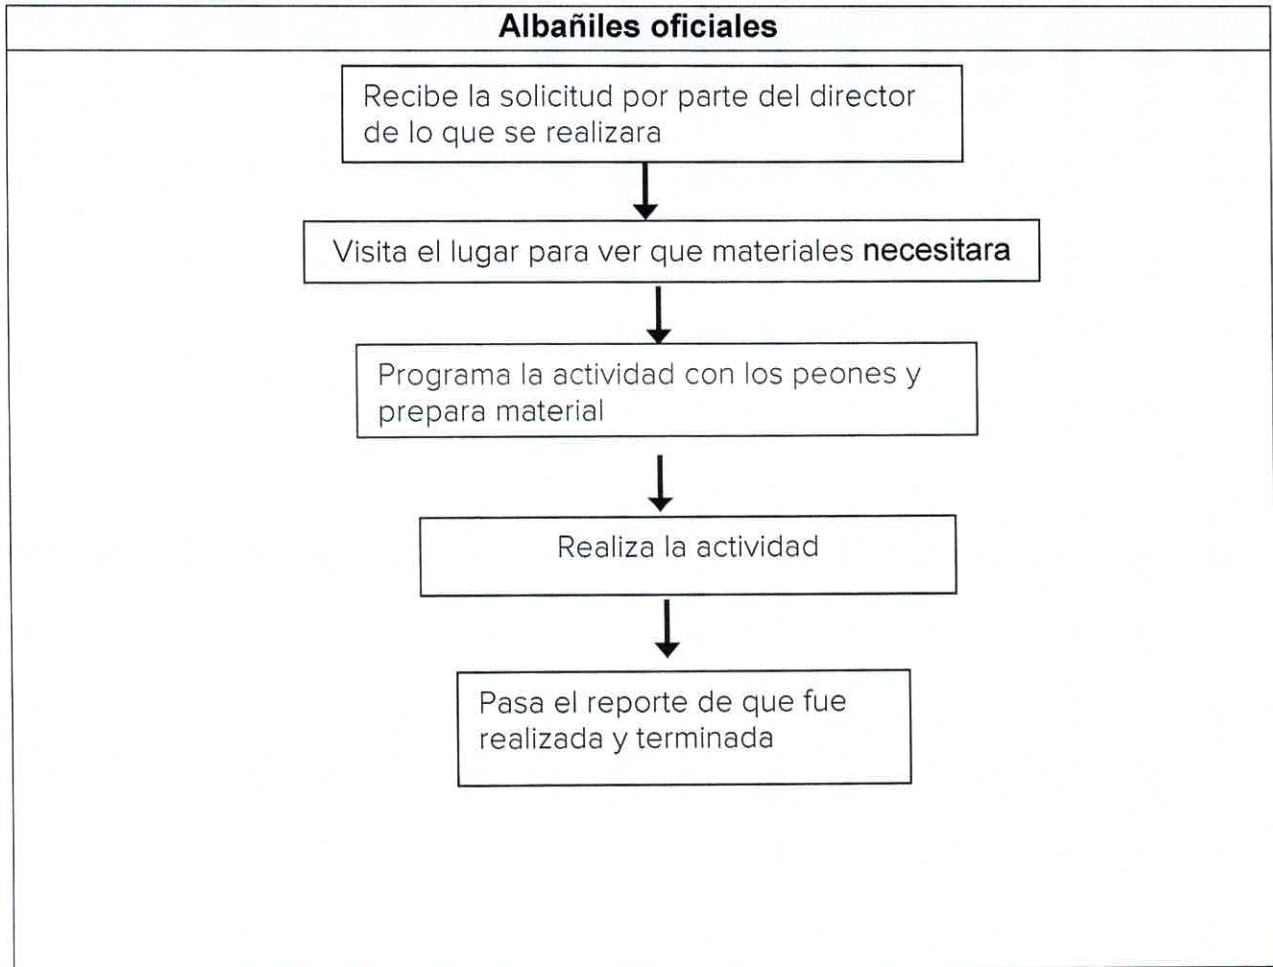 Albañiles oficiales
Recibe la solicitud por parte del director
de lo que se realizara
Visita el lugar para ver que materiales necesitara
Programa la actividad con los peones y
prepara material
Realiza la actividad
Pasa el reporte de que fue
realizada y terminada